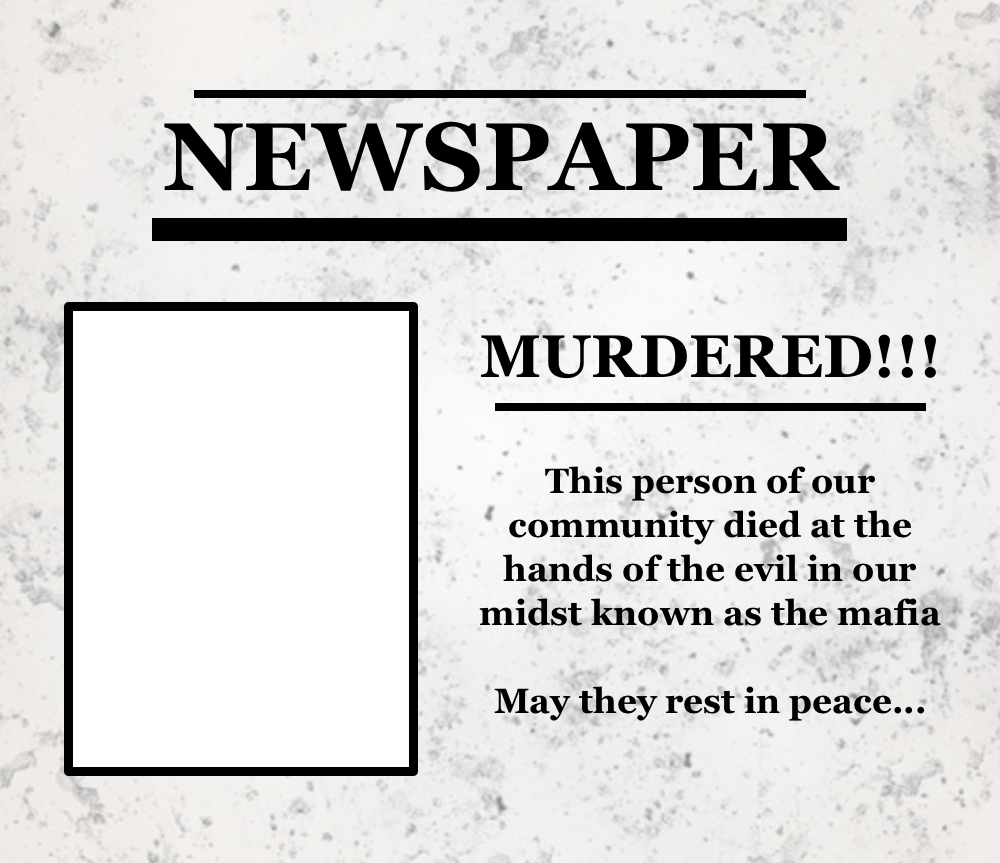 NEWSPAPER
MURDERED!!!
This person of our
community died at the
hands of the evil in our
midst known as the mafia
May they rest in peace...